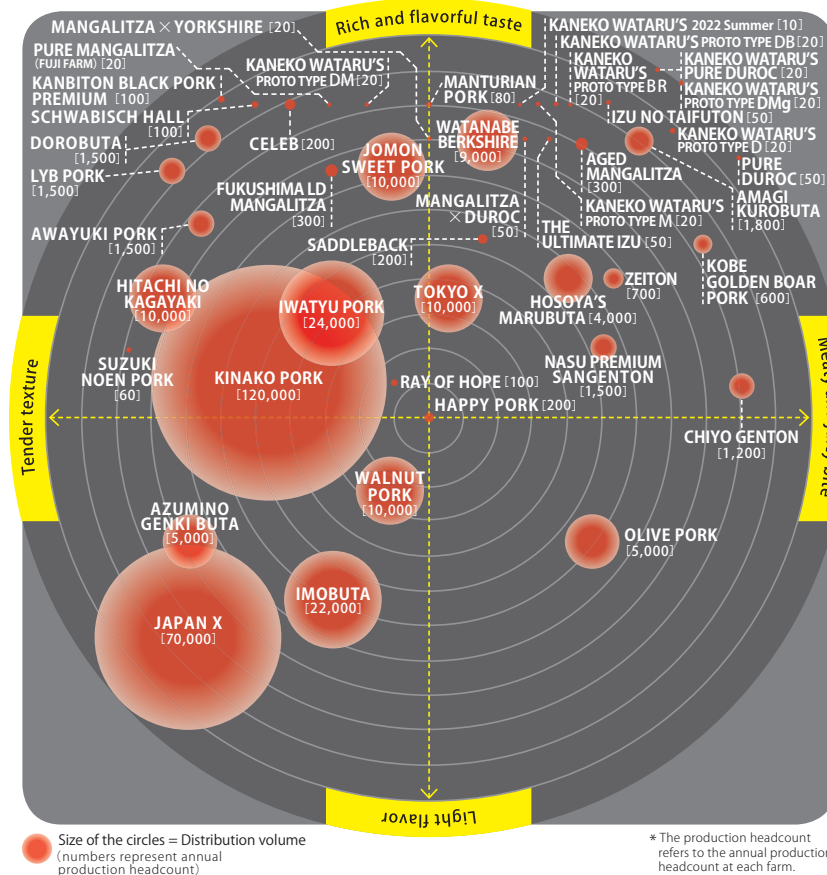 Rich and flavorful taste
MANGALITZA × YORKSHIRE [20]
PURE MANGALITZA
(FUJI FARM) [20]
KANBITON BLACK PORK
PREMIUM [100]
SCHWABISCH HALL
[100]
DOROBUTA
[1,500]
LYB PORK
[1,500]
AWAYUKI PORK
[1,500]
KANEKO WATARU'S
PROTO TYPE DM [20]
CELEB [200]
FUKUSHIMA LD
MANGALITZA
[300]
JOMON
SWEET PORK
[10,000]
MANTURIAN
PORK [80]
WATANABE
BERKSHIRE
[9,000]
KANEKO WATARU'S 2022 Summer [10]
KANEKO WATARU'S PROTO TYPE DB [20]
KANEKO
WATARU'S
PROTO TYPE BR
[20]
KANEKO WATARU'S
PURE DUROC [20]
KANEKO WATARU'S
PROTO TYPE DMg [20]
IZU NO TAIFUTON [50]
KANEKO WATARU'S
PROTO TYPE D [20]
PURE
DUROC [50]
AGED
MANGALITZA
[300]
AMAGI
KUROBUTA
[1,800]
KANEKO WATARU'S
PROTO TYPE M [20]
MANGALITZA
× DUROC
[50]
THE
ULTIMATE IZU [50]
SADDLEBACK
[200]
KOBE
GOLDEN BOAR
PORK [600]
HITACHI NO
KAGAYAKI
[10,000]
IWATYU PORK
[24,000]
TOKYO X
[10,000]
HOSOYA'S
MARUBUTA [4,000]
ZEITON
[700]
SUZUKI
NOEN PORK
[60]
KINAKO PORK
[120,000]
RAY OF HOPE [100]
NASU PREMIUM
SANGENTON
[1,500]
HAPPY PORK [200]
CHIYO GENTON
[1,200]
Tender texture
WALNUT
PORK
[10,000]
AZUMINO
GENKI BUTA
[5,000]
OLIVE PORK
[5,000]
IMOBUTA
[22,000]
JAPAN X
[70,000]
Light flavor
Size of the circles = Distribution volume
(numbers represent annual
production headcount)
* The production headcount
refers to the annual production
headcount at each farm.